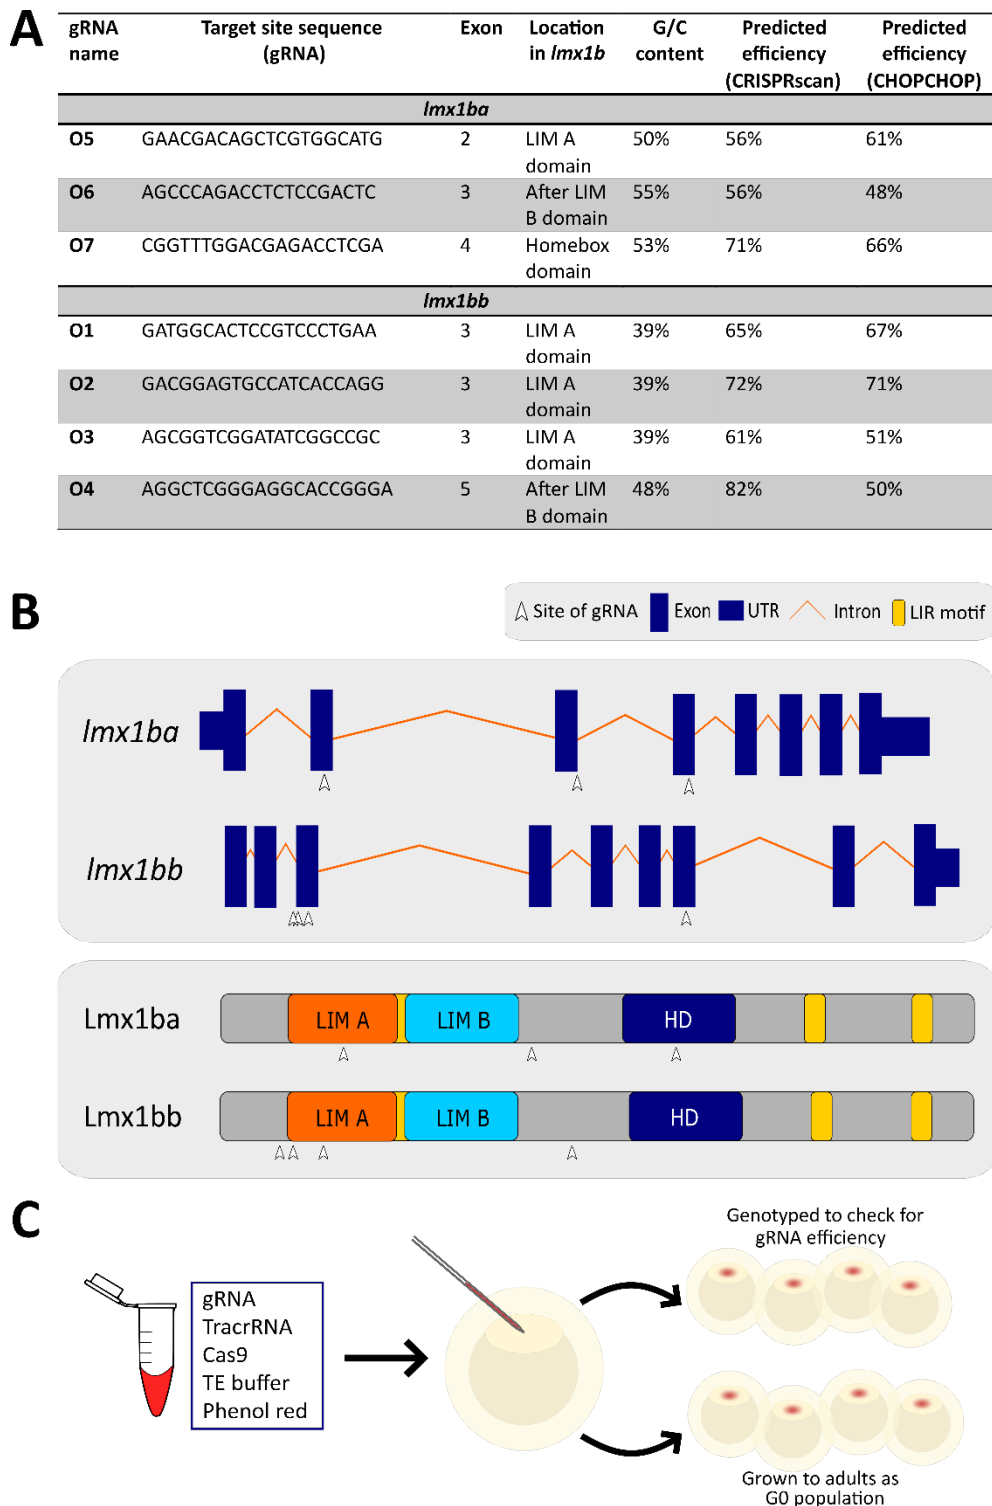 A
gRNA name	Target site sequence (gRNA)	Exon	Location in lmx1b	G/C content	Predicted efficiency (CRISPRscan)	Predicted efficiency (CHOPCHOP)
lmx1ba
O5	GAACGACAGCTCGTGGCATG	2	LIM A domain	50%	56%	61%
O6	AGCCCAGACCTCTCCGACTC	3	After LIM B domain	55%	56%	48%
O7	CGGTTTGGACGAGACCTCGA	4	Homebox domain	53%	71%	66%
lmx1bb
O1	GATGGCACTCCGTCCCTGAA	3	LIM A domain	39%	65%	67%
O2	GACGGAGTGCCATCACCAGG	3	LIM A domain	39%	72%	71%
O3	AGCGGTCGGATATCGGCCGC	3	LIM A domain	39%	61%	51%
O4	AGGCTCGGGAGGCACCGGGA	5	After LIM B domain	48%	82%	50%
B
Site of gRNA Exon UTR Intron LIR motif
lmx1ba
lmx1bb
Lmx1ba LIM A LIM B HD
Lmx1bb LIM A LIM B HD
C
gRNA
TracrRNA
Cas9
TE buffer
Phenol red
Genotyped to check for
gRNA efficiency
Grown to adults as
G0 population